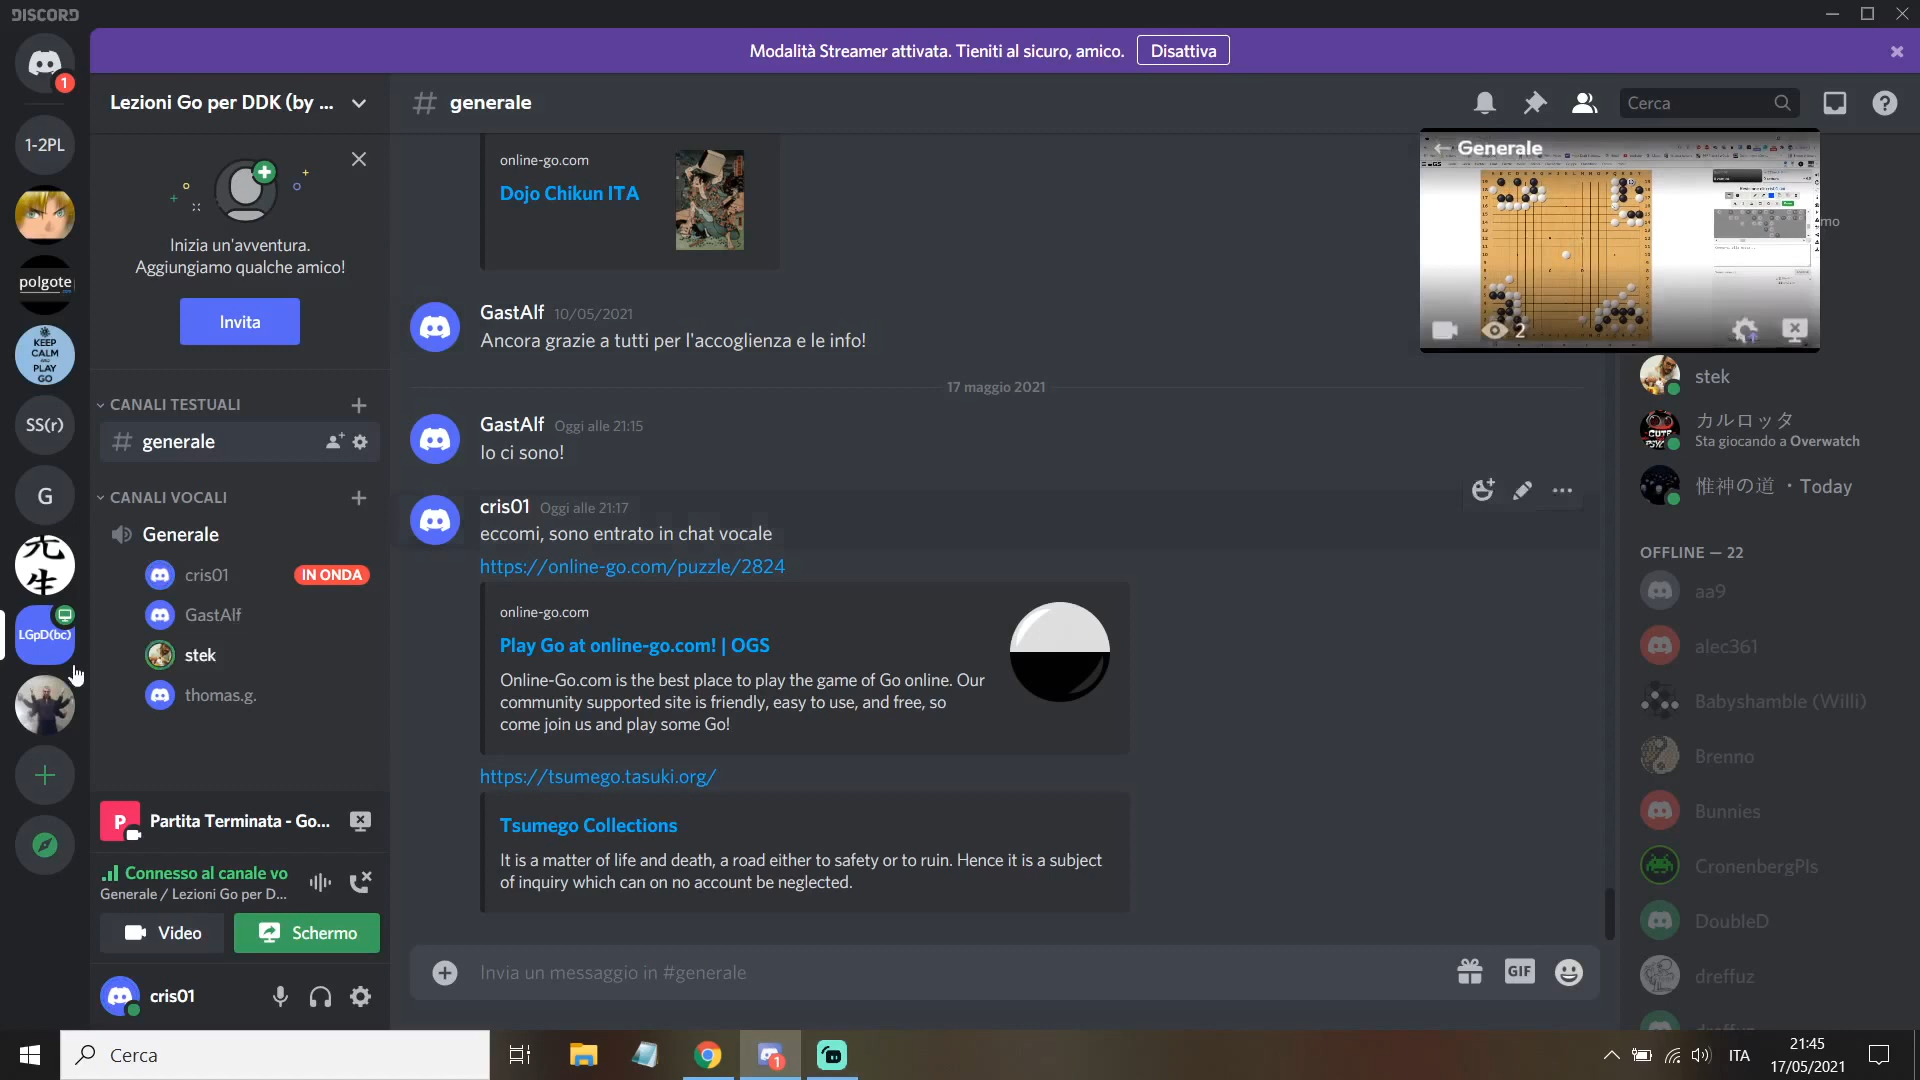 DISCORD
Modalità Streamer attivata. Tieniti al sicuro, amico.
Disattiva
1
1-2PL
polgote
KEEP
CALM
PLAY
GO
SS(r)
G
LGpD(bc)
Lezioni Go per DDK (by ...
Inizia un'avventura.
Aggiungiamo qualche amico!
Invita
CANALI TESTUALI
generale
CANALI VOCALI
Generale
cris01
IN ONDA
GastAlf
stek
thomas.g.
P
Partita Terminata - Go...
Connesso al canale vo
Generale / Lezioni Go per D...
Video
Schermo
cris01
generale
Cerca
online-go.com
Dojo Chikun ITA
GastAlf 10/05/2021
Ancora grazie a tutti per l'accoglienza e le info!
17 maggio 2021
GastAlf Oggi alle 21:15
Io ci sono!
cris01 Oggi alle 21:17
eccomi, sono entrato in chat vocale
https://online-go.com/puzzle/2824
online-go.com
Play Go at online-go.com! | OGS
Online-Go.com is the best place to play the game of Go online. Our
community supported site is friendly, easy to use, and free, so
come join us and play some Go!
https://tsumego.tasuki.org/
Tsumego Collections
It is a matter of life and death, a road either to safety or to ruin. Hence it is a subject
of inquiry which can on no account be neglected.
Invia un messaggio in #generale
GIF
Generale
2
mo
stek
カルロッタ
Sta giocando a Overwatch
惟神の道 ・Today
OFFLINE — 22
aa9
alec361
Babyshamble (Willi)
Brenno
Bunnies
CronenbergPls
DoubleD
dreffuz
Cerca
1
ITA
21:45
17/05/2021